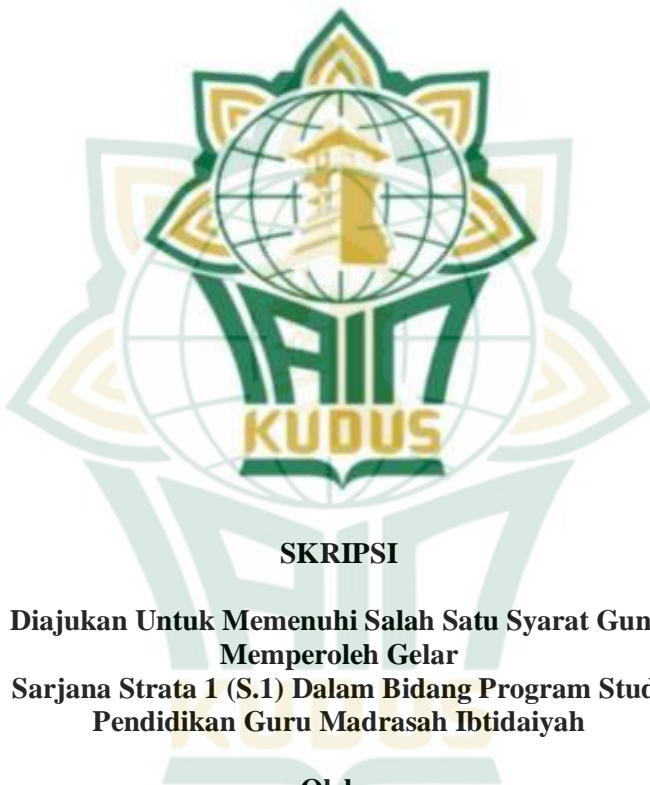 IAIN
KUDUS
SKRIPSI
Diajukan Untuk Memenuhi Salah Satu Syarat Gun
Memperoleh Gelar
Sarjana Strata 1 (S.1) Dalam Bidang Program Stud
Pendidikan Guru Madrasah Ibtidaiyah